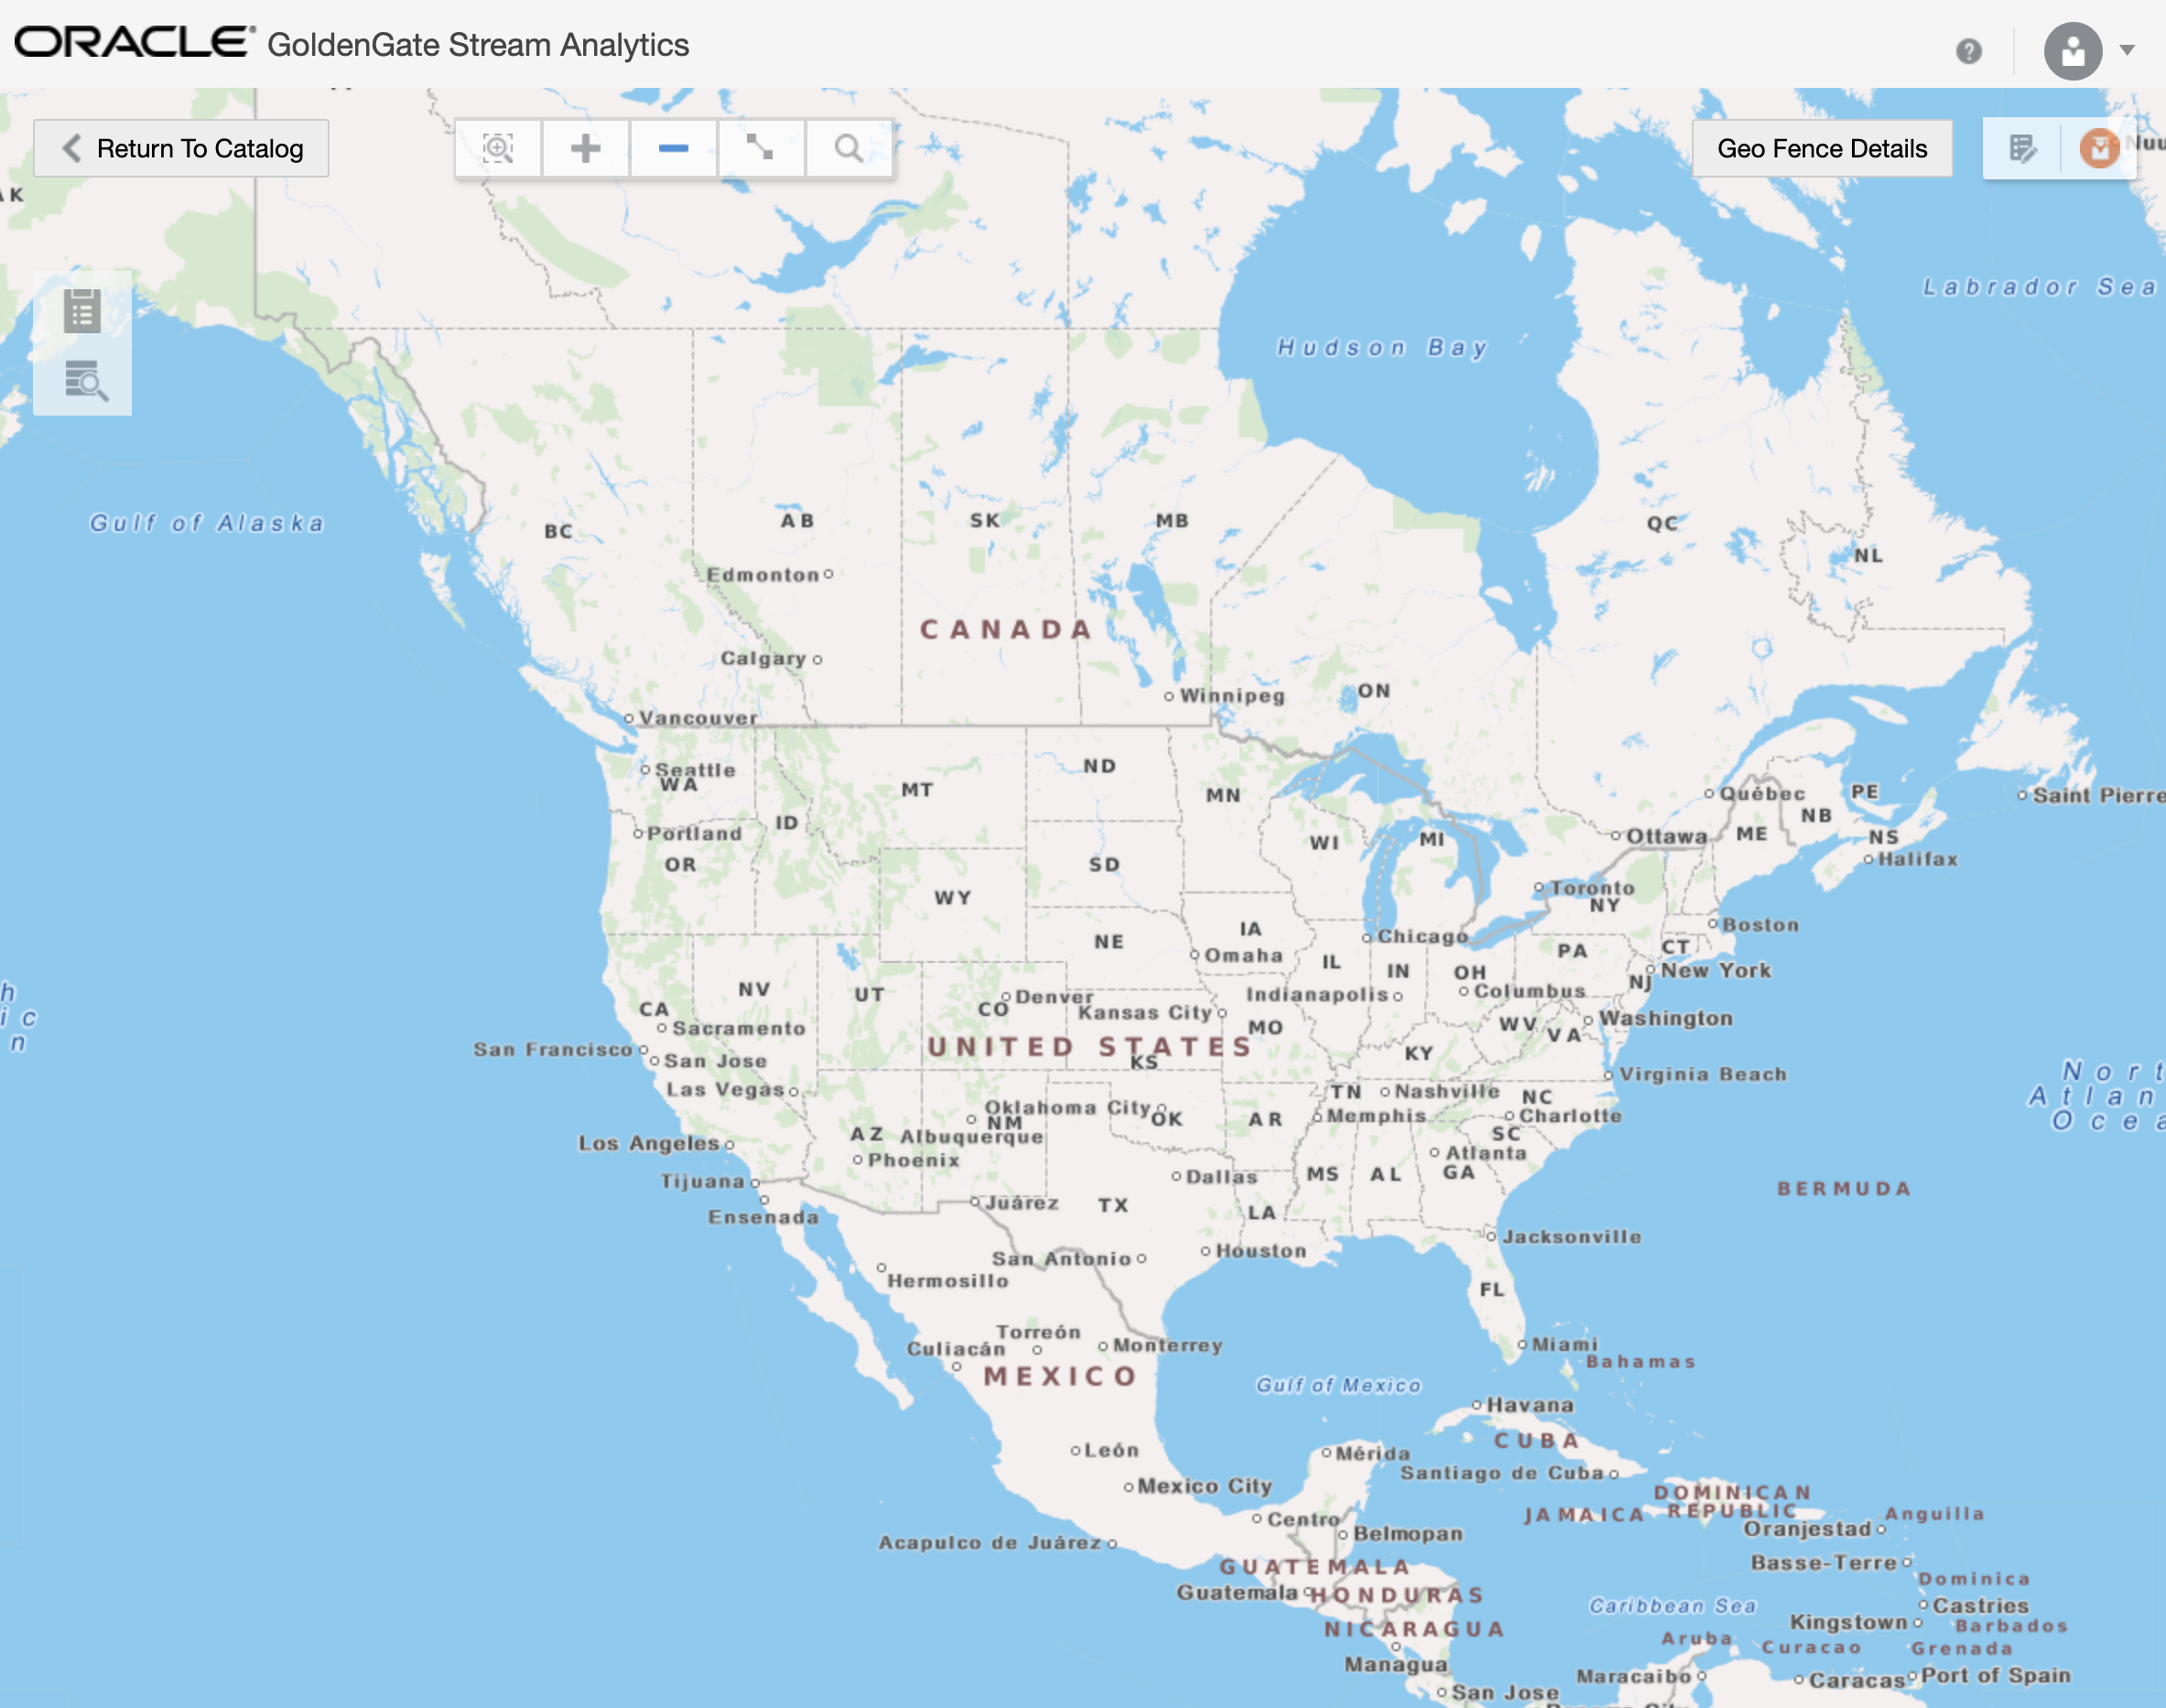 ORACLE GoldenGate Stream Analytics
Return To Catalog
Geo Fence Details
Labrador Sea
Hudson Bay
Gulf of Alaska
BC
AB
SK
MB
QC
NL
Edmonton
CANADA
Calgary
Winnipeg
ON
Vancouver
Seattle
WA
ND
MT
MN
Québec
PE
Saint Pierre
NB
ID
Portland
WI
MI
Ottawa
ME
NS
Halifax
OR
SD
WY
Toronto
NY
IA
Boston
NE
Chicago
Omaha
PA
CT
IL
IN
OH
NJ
New York
NV
UT
Denver
Indianapolis
Columbus
CA
CO
Kansas City
Sacramento
MO
WV
VA
Washington
San Francisco
UNITED STATES
KS
KY
San Jose
Las Vegas
Virginia Beach
TN
Nashville
NC
Oklahoma City
NM
OK
AR
Memphis
Charlotte
AZ
Albuquerque
SC
Los Angeles
Phoenix
Atlanta
GA
Tijuana
Dallas
MS
AL
BERMUDA
Juárez
TX
LA
Ensenada
Jacksonville
San Antonio
Houston
Hermosillo
FL
Torreón
Culiacán
Monterrey
Miami
Bahamas
MEXICO
Gulf of Mexico
Havana
CUBA
León
Mérida
Santiago de Cuba
Mexico City
DOMINICAN
REPUBLIC
JAMAICA
Anguilla
Centro
Belmopan
Oranjestad
Acapulco de Juárez
GUATEMALA
Basse-Terre
Guatemala
HONDURAS
Dominica
Caribbean Sea
Castries
NICARAGUA
Kingstown
Barbados
Aruba
Curacao
Grenada
Managua
Maracaibo
Caracas
Port of Spain
San Jose